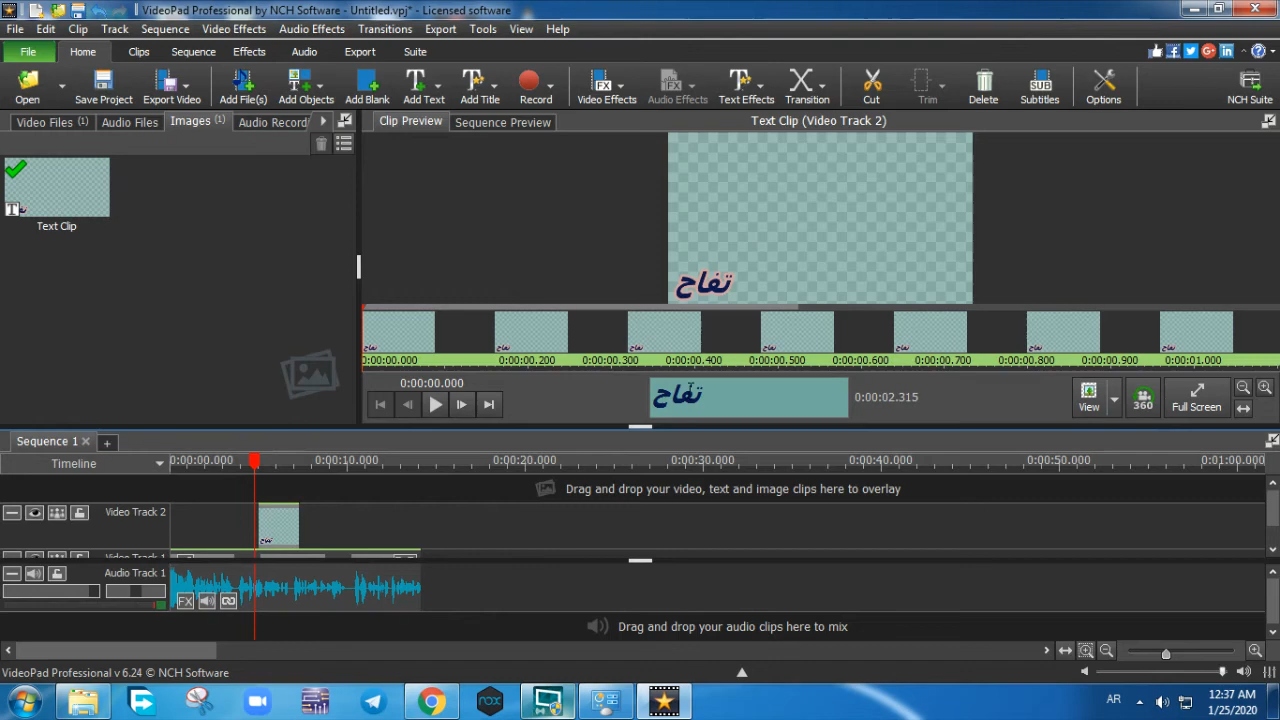 VideoPad Professional by NCH Software - Untitled.vpj* - Licensed software
File Edit Clip Track Sequence Video Effects Audio Effects Transitions Export Tools View Help
File Home Clips Sequence Effects Audio Export Suite
Open Save Project Export Video Add File(s) Add Objects Add Blank Add Text Add Title Record Video Effects Audio Effects Text Effects Transition Cut Trim Delete Subtitles Options NCH Suite
Video Files (1) Audio Files Images (1) Audio Record
Clip Preview Sequence Preview Text Clip (Video Track 2)
Text Clip
تفاح
0:00:00.000 0:00:00.200 0:00:00.300 0:00:00.400 0:00:00.500 0:00:00.600 0:00:00.700 0:00:00.800 0:00:00.900 0:00:01.000
0:00:00.000
تفاح
0:00:02.315
View 360 Full Screen
Sequence 1
Timeline
0:00:00.000 0:00:10.000 0:00:20.000 0:00:30.000 0:00:40.000 0:00:50.000 0:01:00.000
Drag and drop your video, text and image clips here to overlay
Video Track 2
تفاح
Video Track 1
Audio Track 1
FX
Drag and drop your audio clips here to mix
VideoPad Professional v 6.24 © NCH Software
nox
AR
12:37 AM
1/25/2020